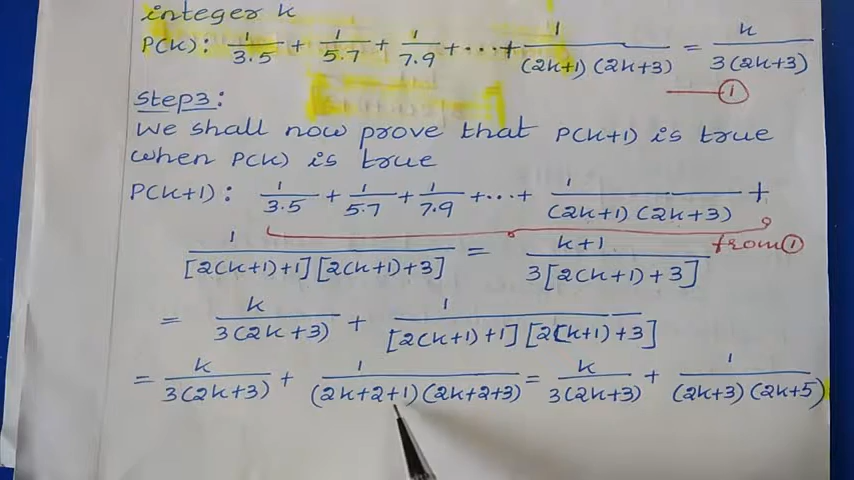 integer k
P(k): 1/3.5 + 1/5.7 + 1/7.9 + ... + 1/(2k+1)(2k+3) = k/3(2k+3)
—①
Step3:
We shall now prove that P(k+1) is true
when P(k) is true
P(k+1): 1/3.5 + 1/5.7 + 1/7.9 + ... + 1/(2k+1)(2k+3) +
1/[2(k+1)+1][2(k+1)+3] = k+1/3[2(k+1)+3] from①
= k/3(2k+3) + 1/[2(k+1)+1][2(k+1)+3]
= k/3(2k+3) + 1/(2k+2+1)(2k+2+3) = k/3(2k+3) + 1/(2k+3)(2k+5)